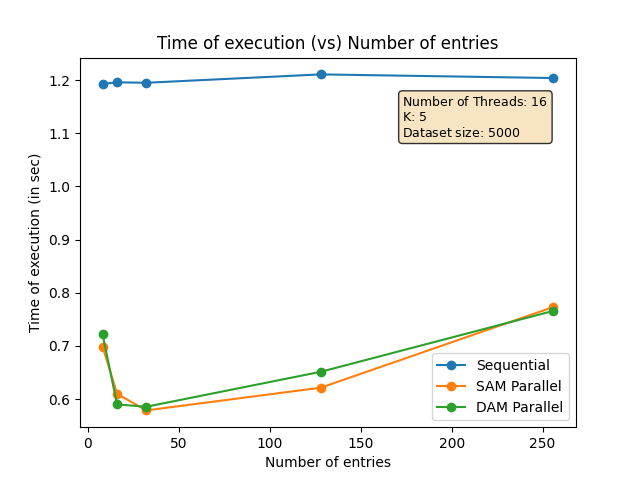 Time of execution (vs) Number of entries
1.2
1.1
1.0
0.9
0.8
0.7
0.6
Time of execution (in sec)
Number of Threads: 16
K: 5
Dataset size: 5000
Sequential
SAM Parallel
DAM Parallel
0 50 100 150 200 250
Number of entries